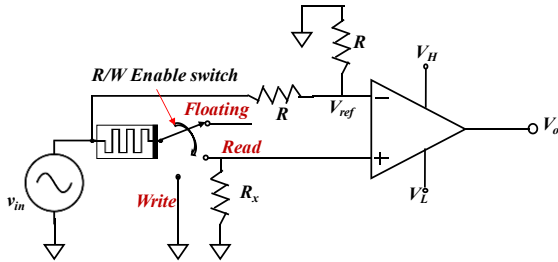 R
V_H
R/W Enable switch
R
V_ref
Floating
−
V_o
Read
+
v_in
Write
R_x
V_L